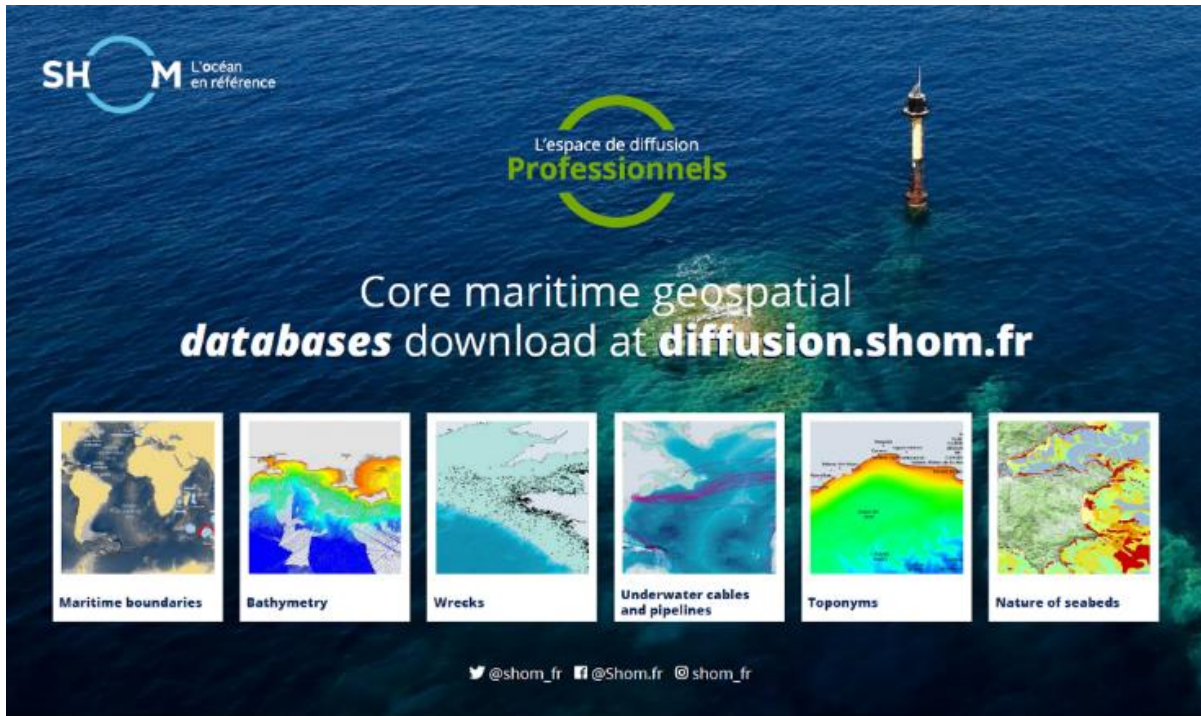 SHOM L'océan
en référence
L'espace de diffusion
Professionnels
Core maritime geospatial
databases download at diffusion.shom.fr
Maritime boundaries
Bathymetry
Wrecks
Underwater cables
and pipelines
Toponyms
Nature of seabeds
@shom_fr @Shom.fr shom_fr